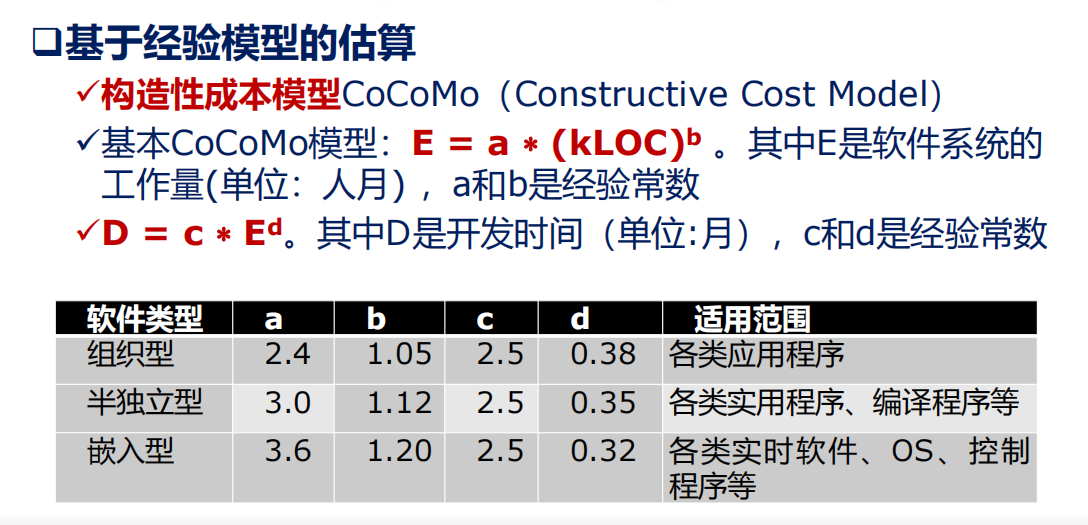 ❑基于经验模型的估算
✓构造性成本模型CoCoMo（Constructive Cost Model）
✓基本CoCoMo模型：E = a * (kLOC)ᵇ 。其中E是软件系统的
工作量(单位：人月)，a和b是经验常数
✓D = c * Eᵈ。其中D是开发时间（单位:月），c和d是经验常数
软件类型 a b c d 适用范围
组织型 2.4 1.05 2.5 0.38 各类应用程序
半独立型 3.0 1.12 2.5 0.35 各类实用程序、编译程序等
嵌入型 3.6 1.20 2.5 0.32 各类实时软件、OS、控制
程序等